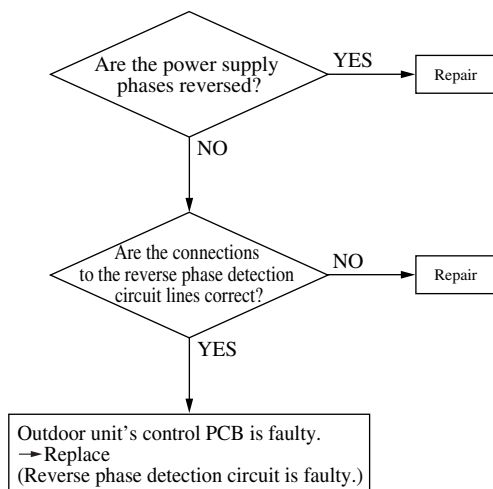 Are the power supply
phases reversed?
YES
Repair
NO
Are the connections
to the reverse phase detection
circuit lines correct?
NO
Repair
YES
Outdoor unit's control PCB is faulty.
→Replace
(Reverse phase detection circuit is faulty.)